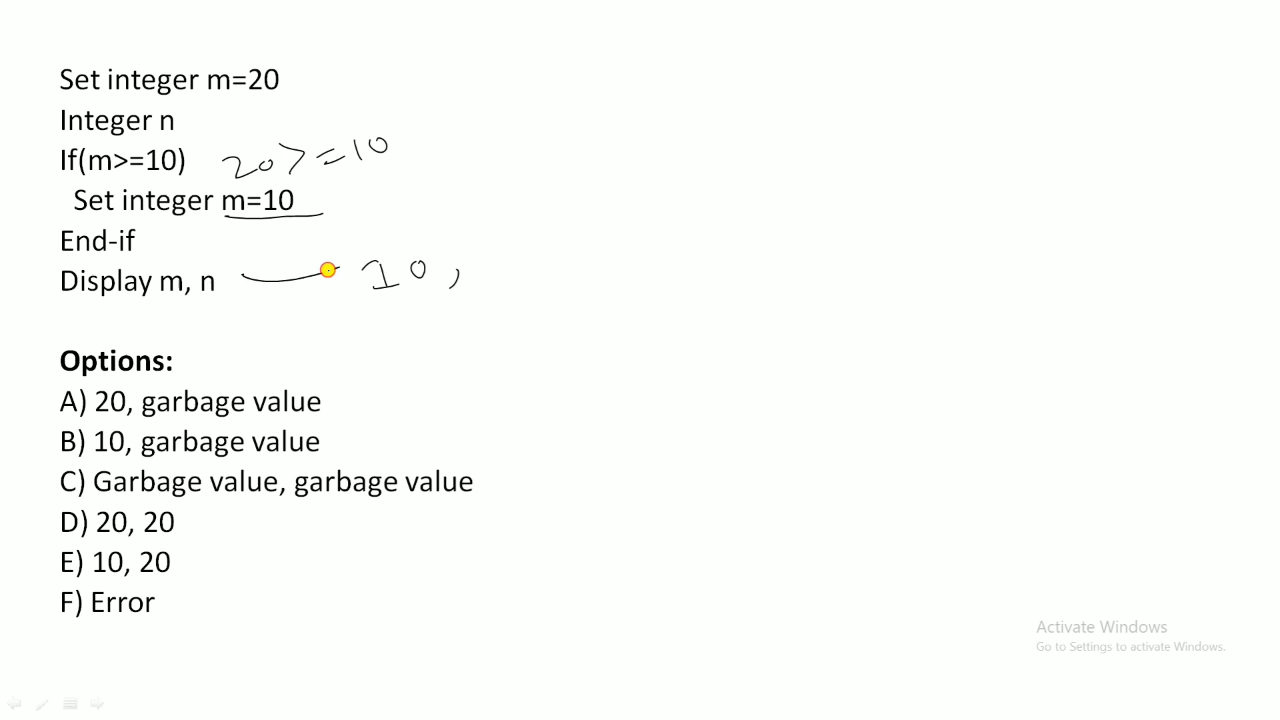 Set integer m=20
Integer n
If(m>=10) 20>=10
Set integer m=10
End-if
Display m, n 10,
Options:
A) 20, garbage value
B) 10, garbage value
C) Garbage value, garbage value
D) 20, 20
E) 10, 20
F) Error
Activate Windows
Go to Settings to activate Windows.